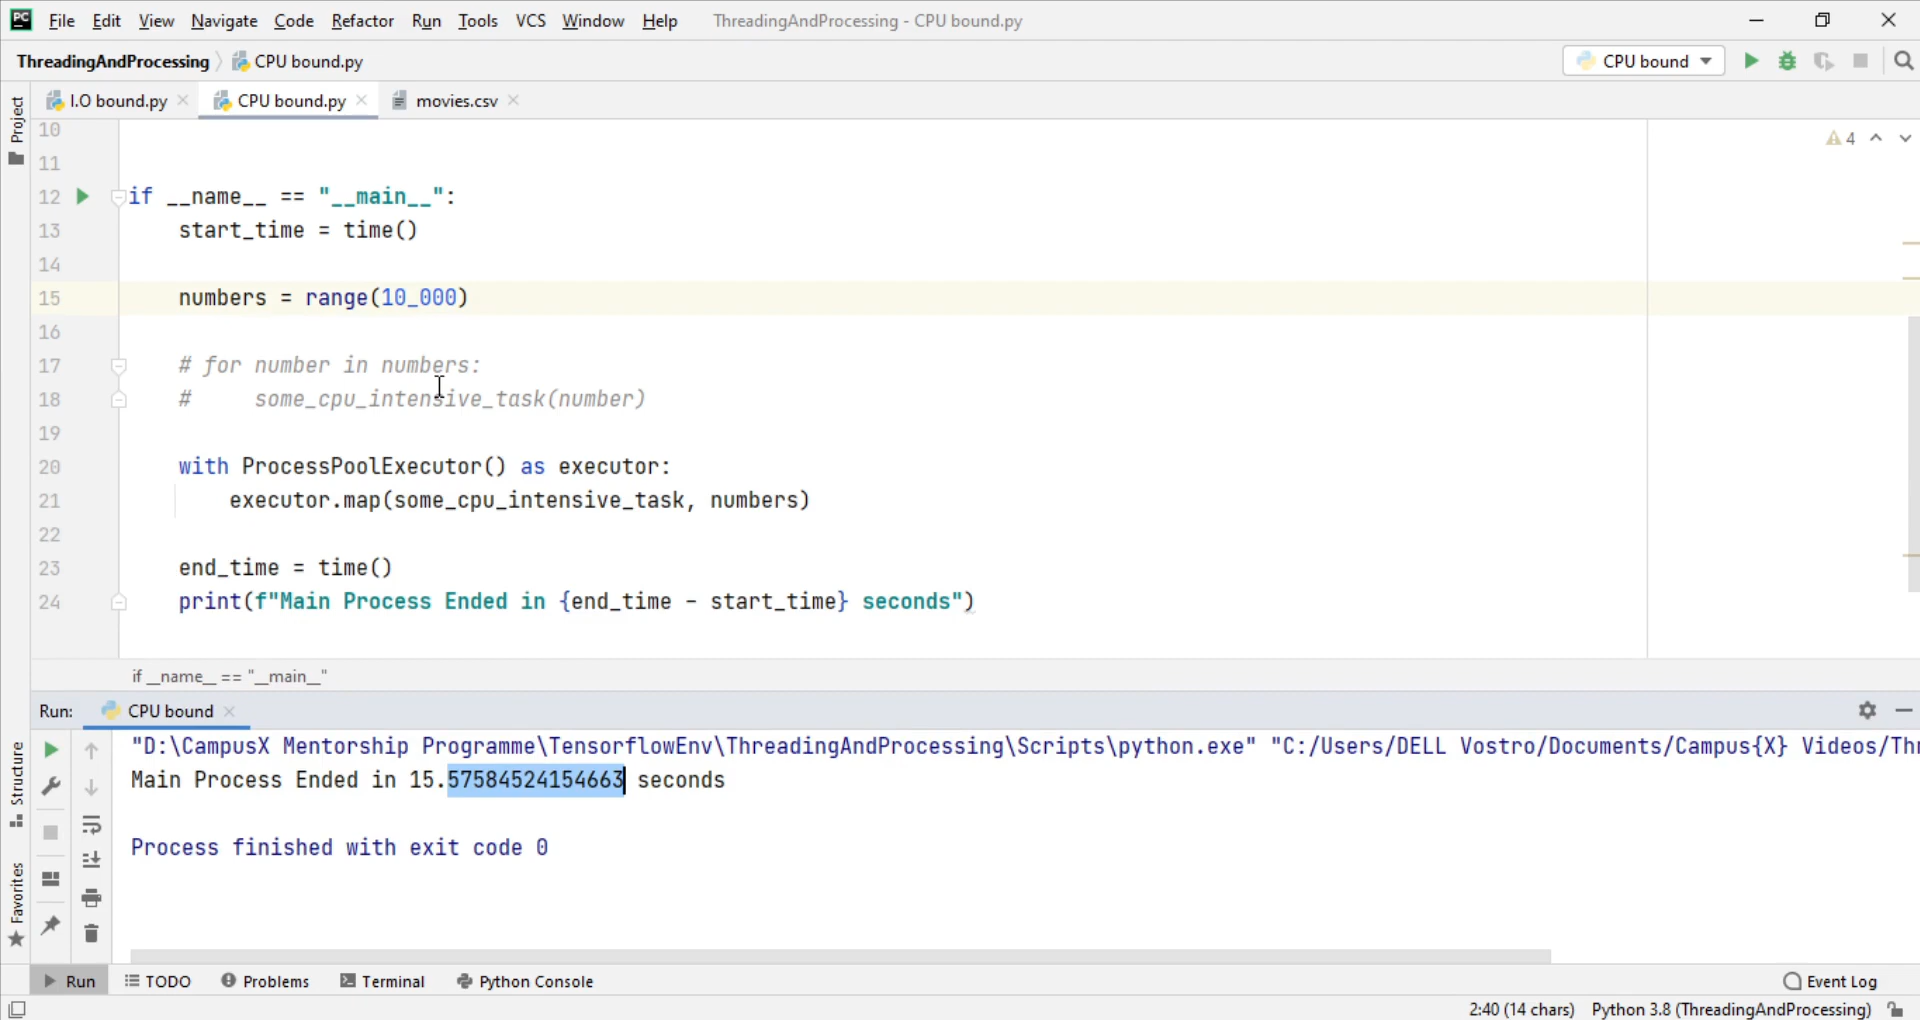 PC File Edit View Navigate Code Refactor Run Tools VCS Window Help ThreadingAndProcessing - CPU bound.py
ThreadingAndProcessing CPU bound.py CPU bound
I.O bound.py CPU bound.py movies.csv
Project
10
11
4
12 if __name__ == "__main__":
13 start_time = time()
14
15 numbers = range(10_000)
16
17 # for number in numbers:
18 # some_cpu_intensive_task(number)
19
20 with ProcessPoolExecutor() as executor:
21 executor.map(some_cpu_intensive_task, numbers)
22
23 end_time = time()
24 print(f"Main Process Ended in {end_time - start_time} seconds")
if __name__ == "__main__"
Run: CPU bound
"D:\CampusX Mentorship Programme\TensorflowEnv\ThreadingAndProcessing\Scripts\python.exe" "C:/Users/DELL Vostro/Documents/Campus{X} Videos/Thr
Main Process Ended in 15.57584524154663 seconds
Process finished with exit code 0
Structure
Favorites
Run TODO Problems Terminal Python Console Event Log
2:40 (14 chars) Python 3.8 (ThreadingAndProcessing)